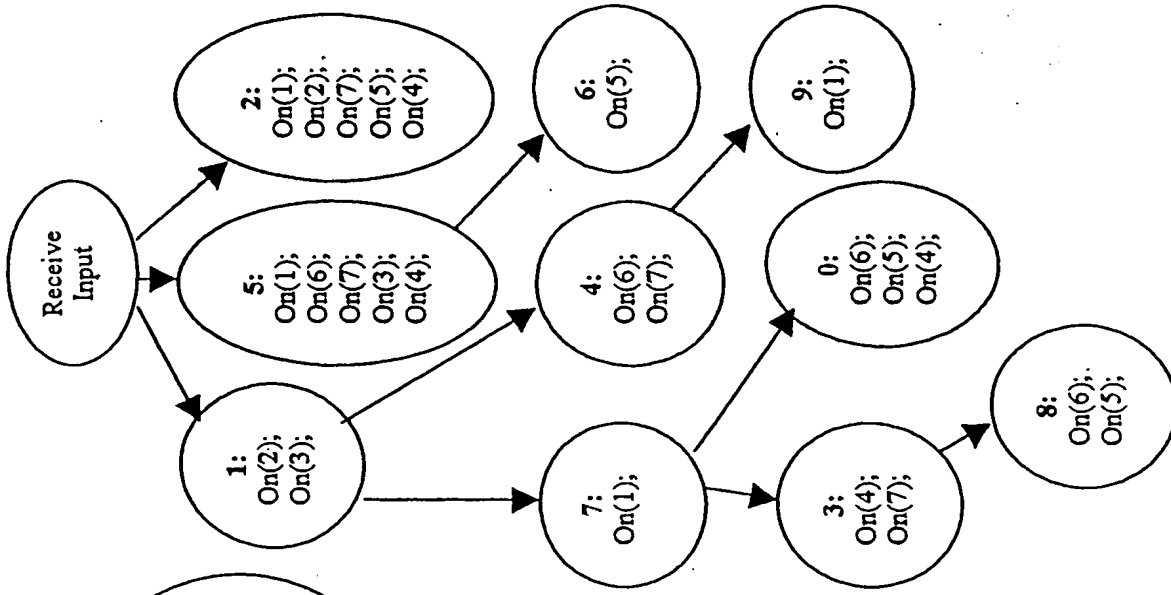 Receive
Input
1:
On(2);
On(3);
5:
On(1);
On(6);
On(7);
On(3);
On(4);
2:
On(1);
On(2);.
On(7);
On(5);
On(4);
7:
On(1);
4:
On(6);
On(7);
6:
On(5);
3:
On(4);
On(7);
0:
On(6);
On(5);
On(4);
9:
On(1);
8:
On(6);.
On(5);